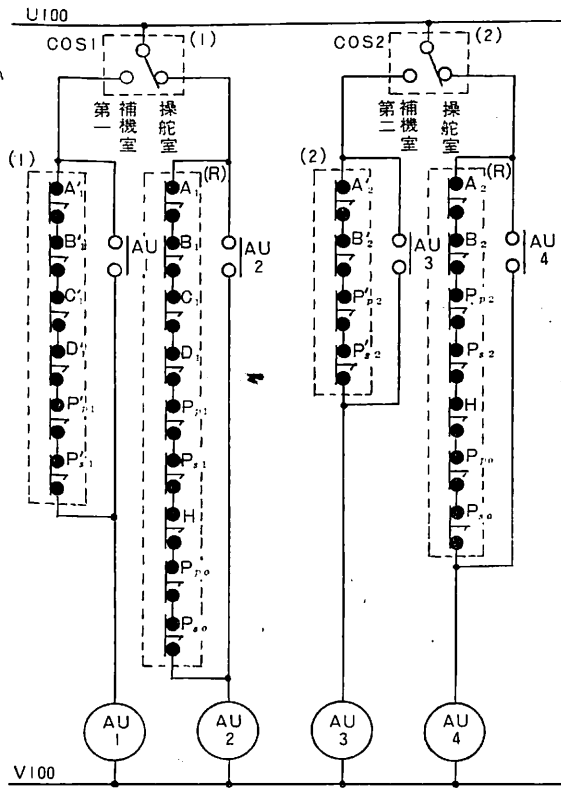 U100
COS1
(1)
COS2
(2)
第一
補機室
操舵室
第二
補機室
操舵室
(1)
(R)
(2)
(R)
A'₁
C'₁
D'₁
P'ₚ₁
P'ₛ₁
AU
A₁
B₁
C₁
D₁
Pₚ₁
Pₛ₁
H
Pₚₒ
Pₛₒ
AU
2
A'₂
B'₂
P'ₚ₂
P'ₛ₂
AU
3
A₂
B₂
Pₚ₂
Pₛ₂
H
Pₚₒ
Pₛₒ
AU
4
AU
1
AU
2
AU
3
AU
4
V100